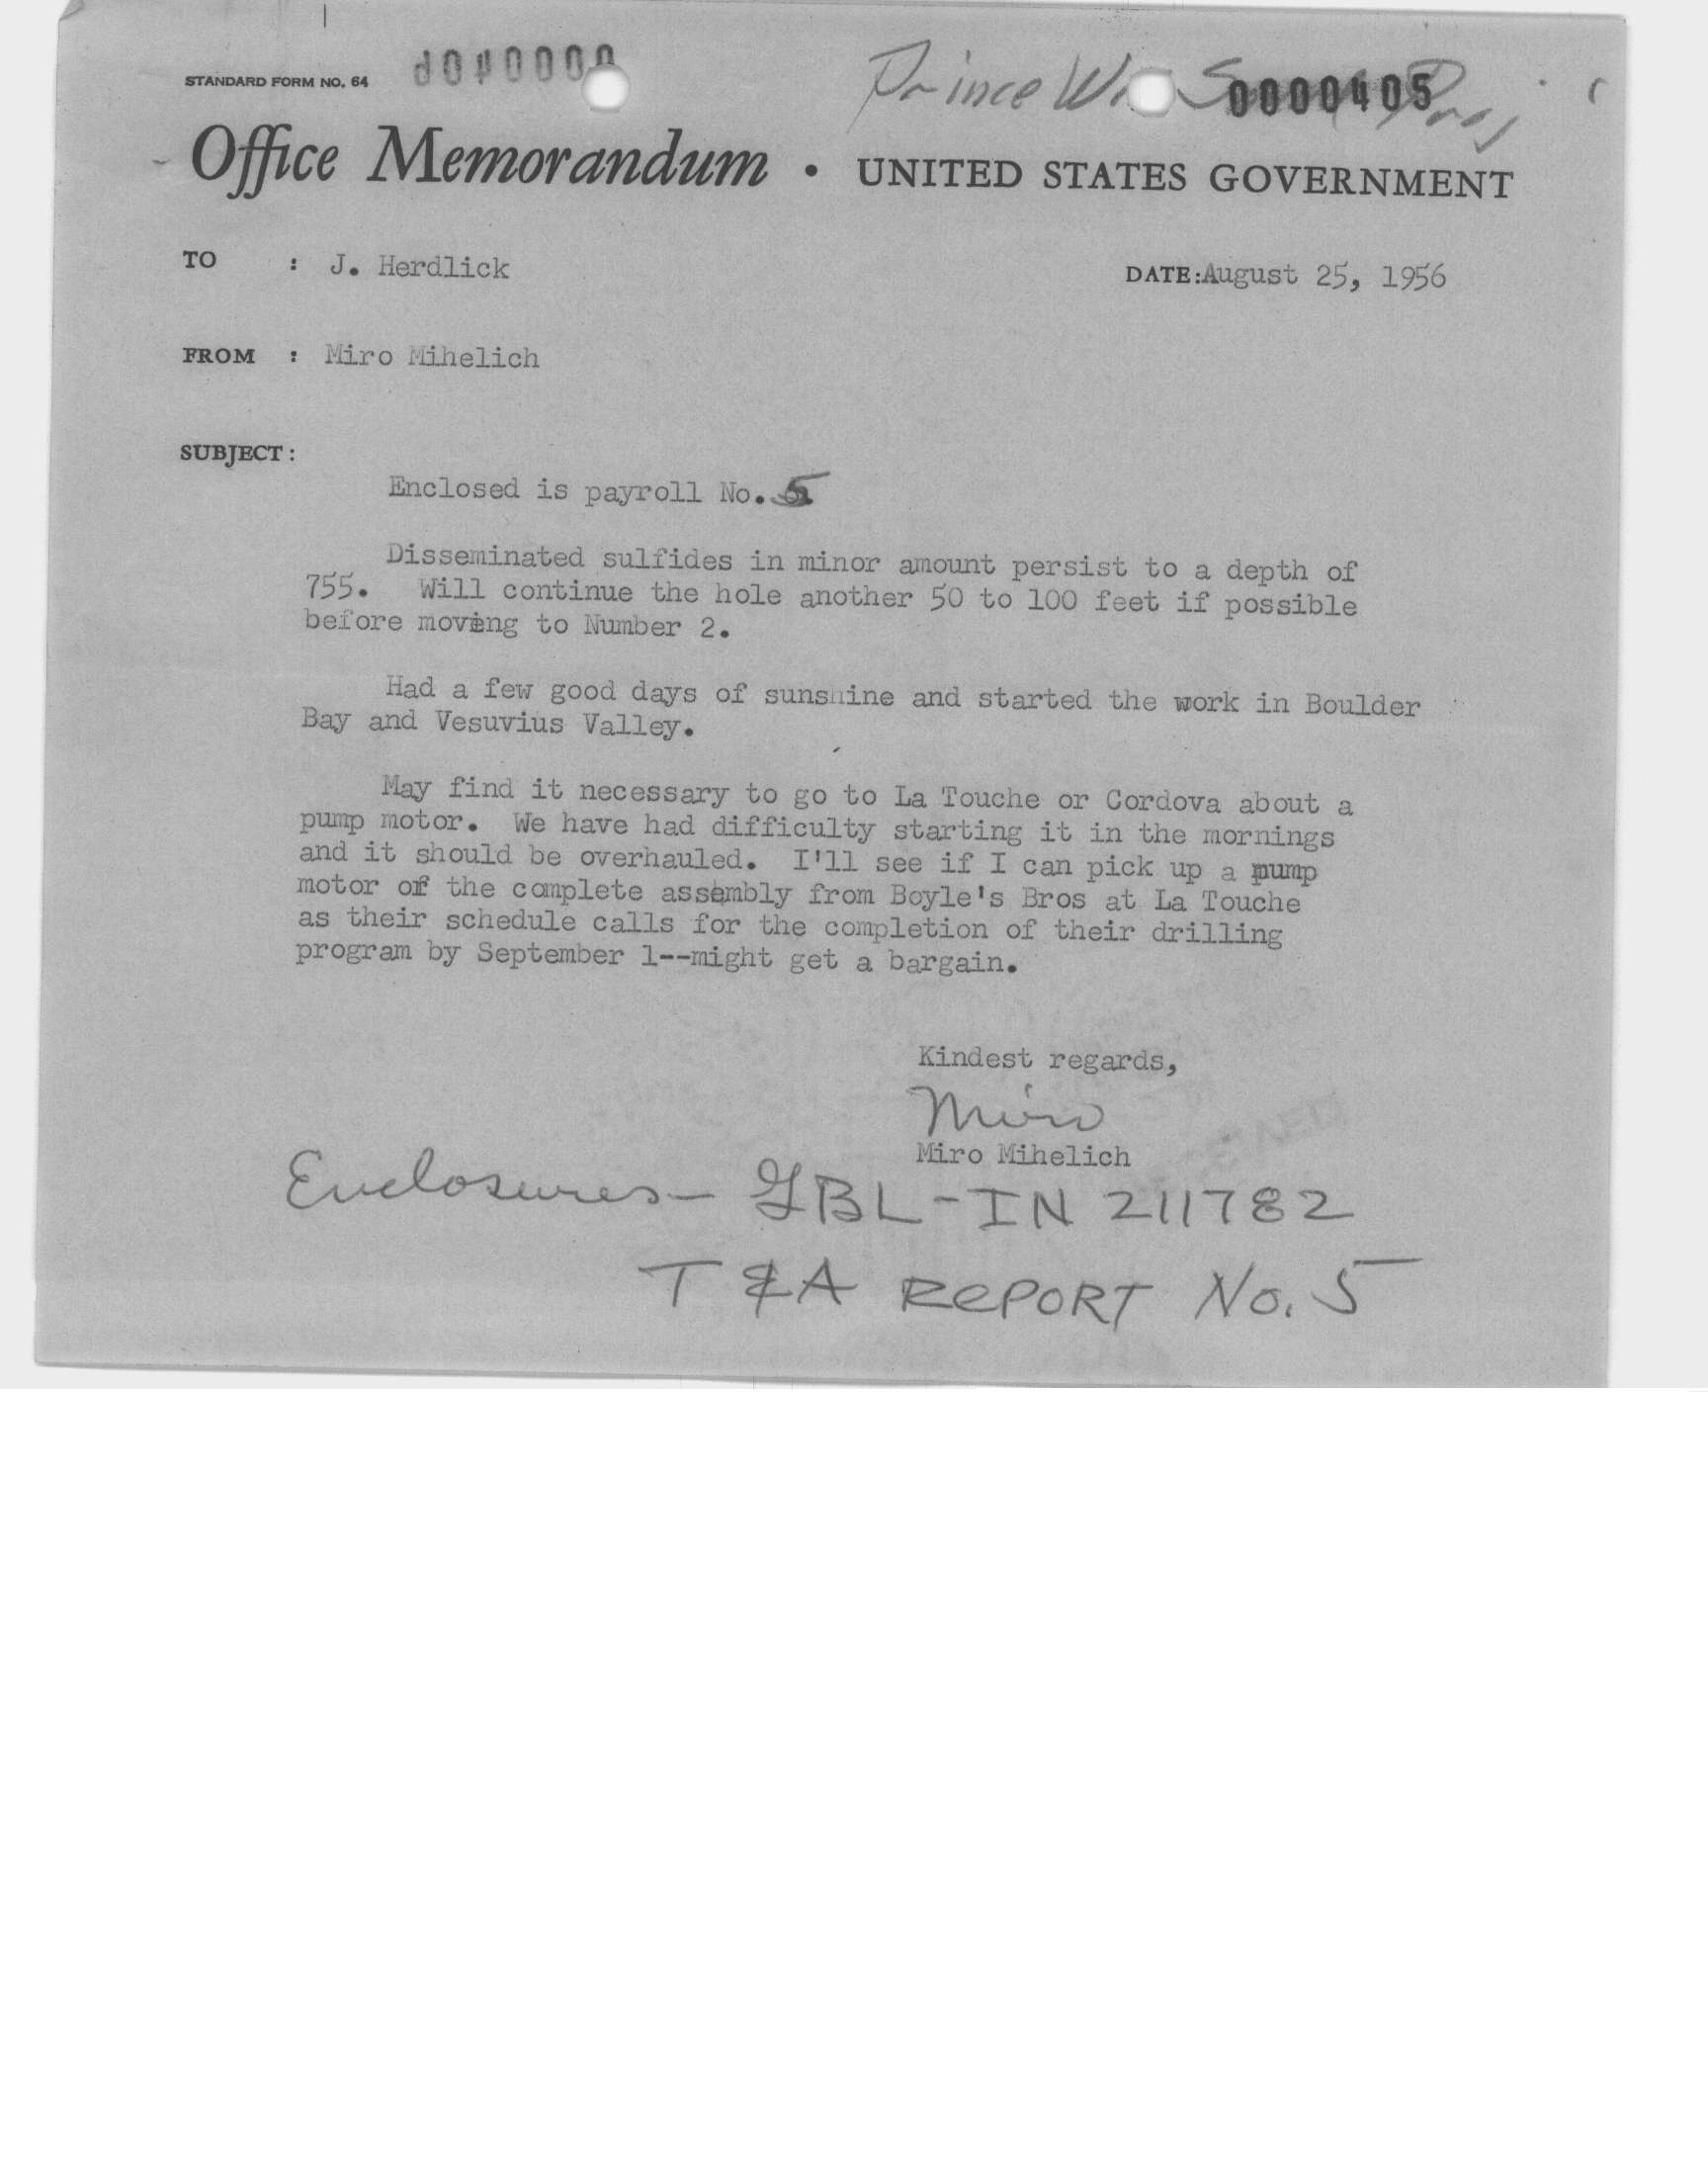 STANDARD FORM NO. 64
Prince Wm
0000405
Office Memorandum • UNITED STATES GOVERNMENT
TO : J. Herdlick
DATE: August 25, 1956
FROM : Miro Mihelich
SUBJECT:
Enclosed is payroll No. 5
Disseminated sulfides in minor amount persist to a depth of
755. Will continue the hole another 50 to 100 feet if possible
before moving to Number 2.
Had a few good days of sunshine and started the work in Boulder
Bay and Vesuvius Valley.
May find it necessary to go to La Touche or Cordova about a
pump motor. We have had difficulty starting it in the mornings
and it should be overhauled. I'll see if I can pick up a pump
motor or the complete assembly from Boyle's Bros at La Touche
as their schedule calls for the completion of their drilling
program by September 1--might get a bargain.
Kindest regards,
Miro
Miro Mihelich
Enclosures - GBL-IN 211782
T & A REPORT No. 5